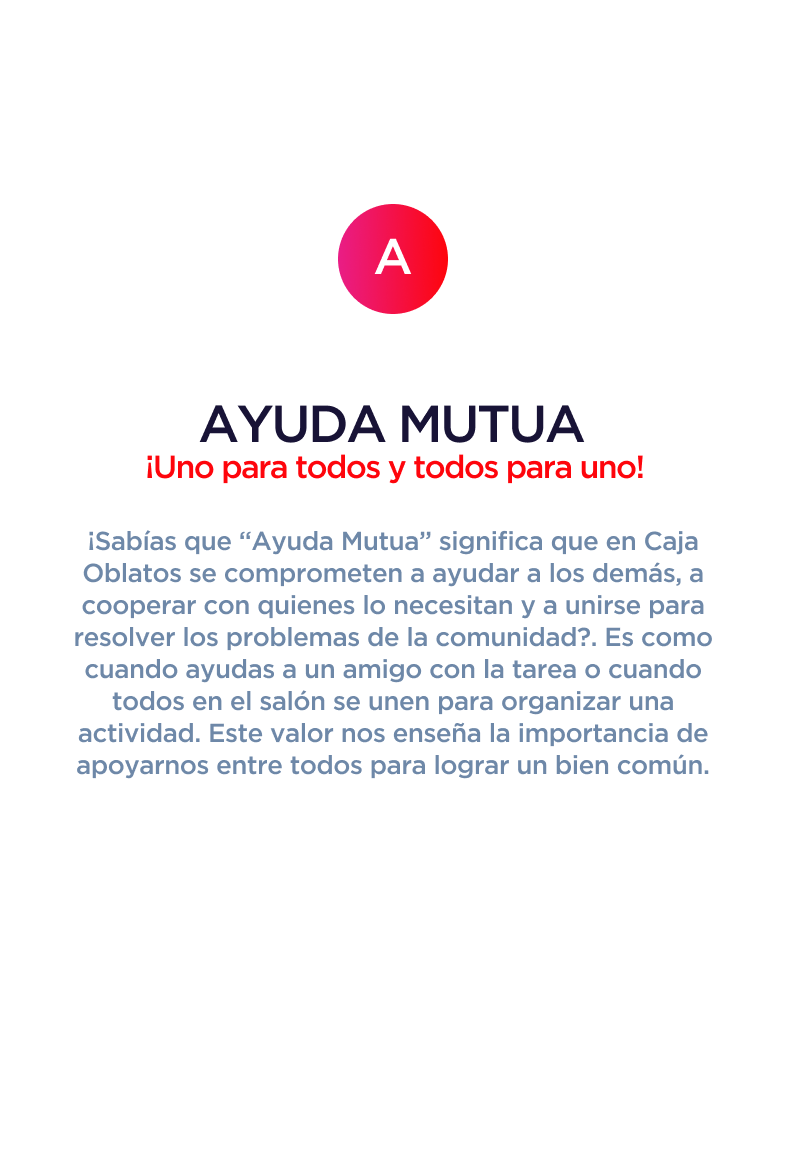 A
AYUDA MUTUA
¡Uno para todos y todos para uno!
¡Sabías que “Ayuda Mutua” significa que en Caja
Oblatos se comprometen a ayudar a los demás, a
cooperar con quienes lo necesitan y a unirse para
resolver los problemas de la comunidad?. Es como
cuando ayudas a un amigo con la tarea o cuando
todos en el salón se unen para organizar una
actividad. Este valor nos enseña la importancia de
apoyarnos entre todos para lograr un bien común.